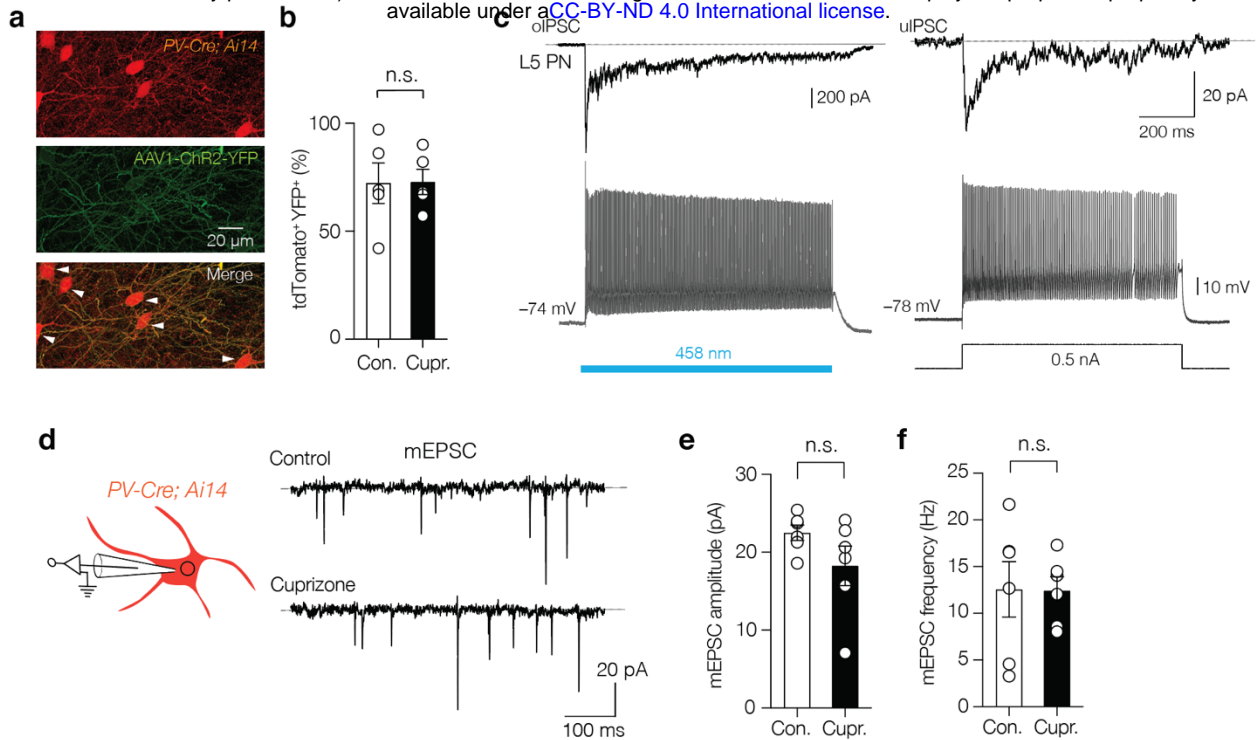 available under aCC-BY-ND 4.0 International license.
a
PV-Cre; Ai14
AAV1-ChR2-YFP
20 µm
Merge
b
n.s.
100
50
0
tdTomato⁺ YFP⁺ (%)
Con. Cupr.
c
oIPSC
L5 PN
200 pA
–74 mV
458 nm
uIPSC
20 pA
200 ms
–78 mV
10 mV
0.5 nA
d
PV-Cre; Ai14
mEPSC
Control
Cuprizone
20 pA
100 ms
e
n.s.
30
20
10
0
mEPSC amplitude (pA)
Con. Cupr.
f
n.s.
25
20
15
10
5
0
mEPSC frequency (Hz)
Con. Cupr.